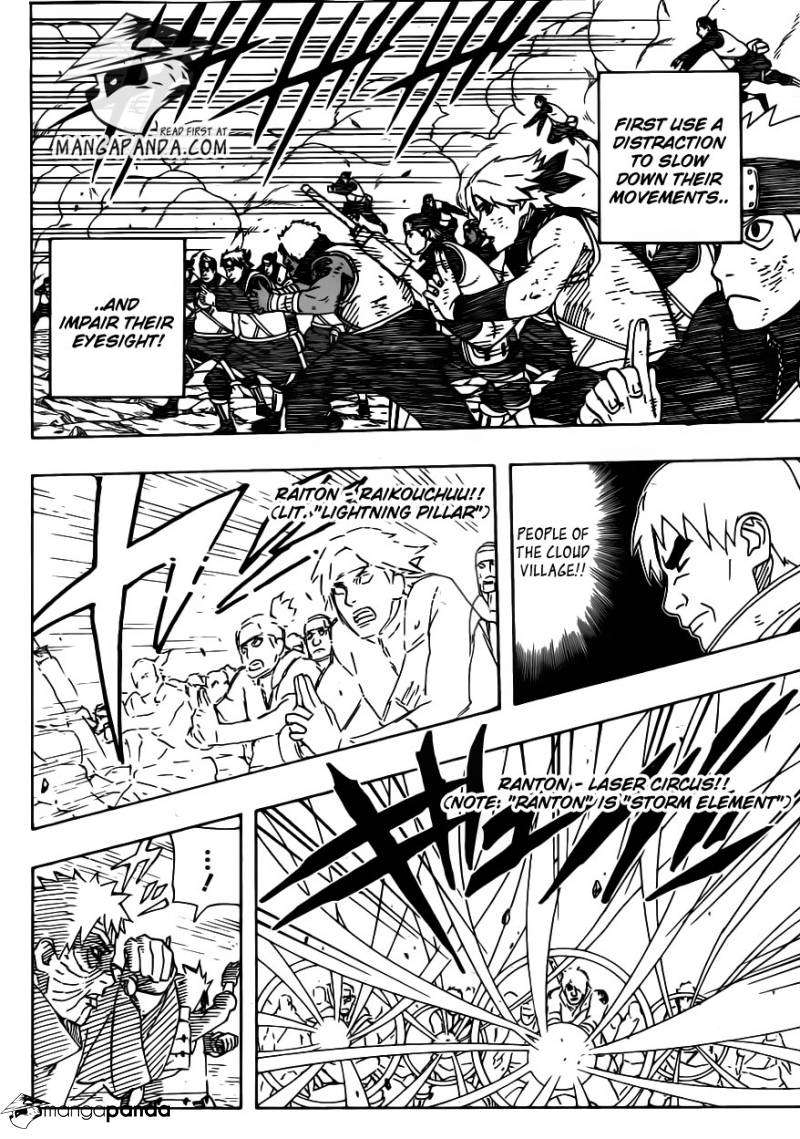 READ FIRST AT
MANGAPANDA.COM
FIRST USE A
DISTRACTION
TO SLOW
DOWN THEIR
MOVEMENTS..
..AND
IMPAIR THEIR
EYESIGHT!
RAITON - RAIKOUCHUU!!
(LIT. "LIGHTNING PILLAR")
PEOPLE
OF THE CLOUD
VILLAGE!!
RANTON - LASER CIRCUS!!
(NOTE: "RANTON" IS "STORM ELEMENT")
...!
mangapanda